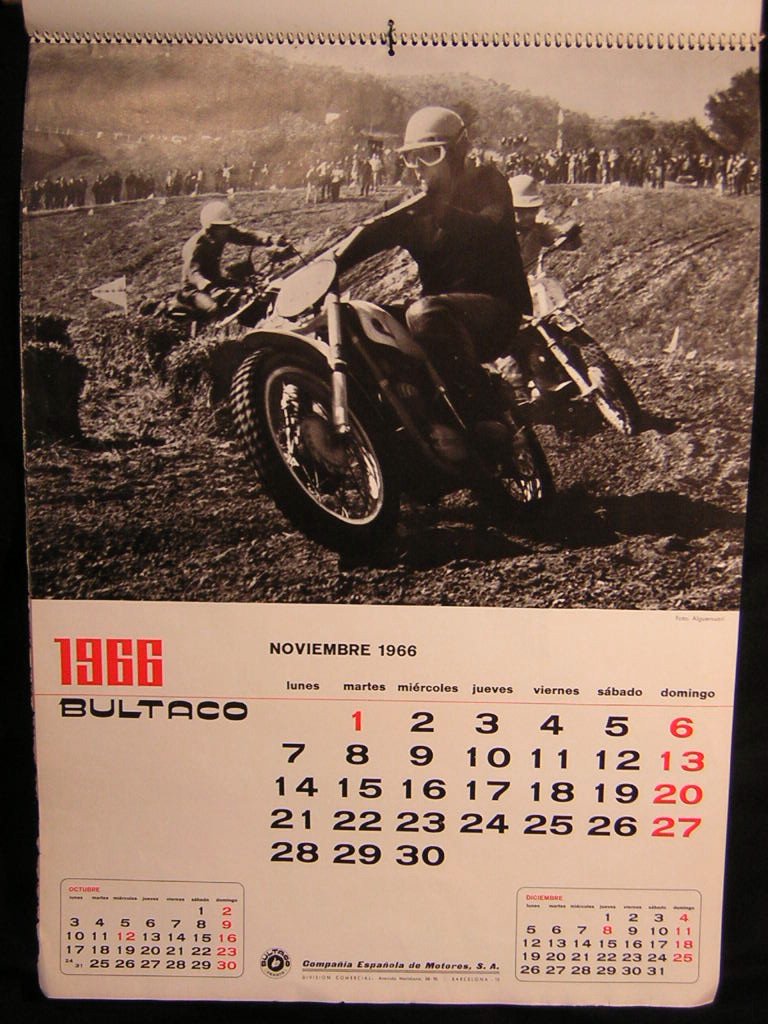 Foto. Alguersuari
1966
BULTACO
NOVIEMBRE 1966
lunes martes miércoles jueves viernes sábado domingo
1 2 3 4 5 6
7 8 9 10 11 12 13
14 15 16 17 18 19 20
21 22 23 24 25 26 27
28 29 30
OCTUBRE
lunes martes miércoles jueves viernes sábado domingo
1 2
3 4 5 6 7 8 9
10 11 12 13 14 15 16
17 18 19 20 21 22 23
24 31 25 26 27 28 29 30
BULTACO
Compañía Española de Motores, S. A.
DIVISION COMERCIAL: Avenida Meridiana, BARCELONA
DICIEMBRE
lunes martes miércoles jueves viernes sábado domingo
1 2 3 4
5 6 7 8 9 10 11
12 13 14 15 16 17 18
19 20 21 22 23 24 25
26 27 28 29 30 31